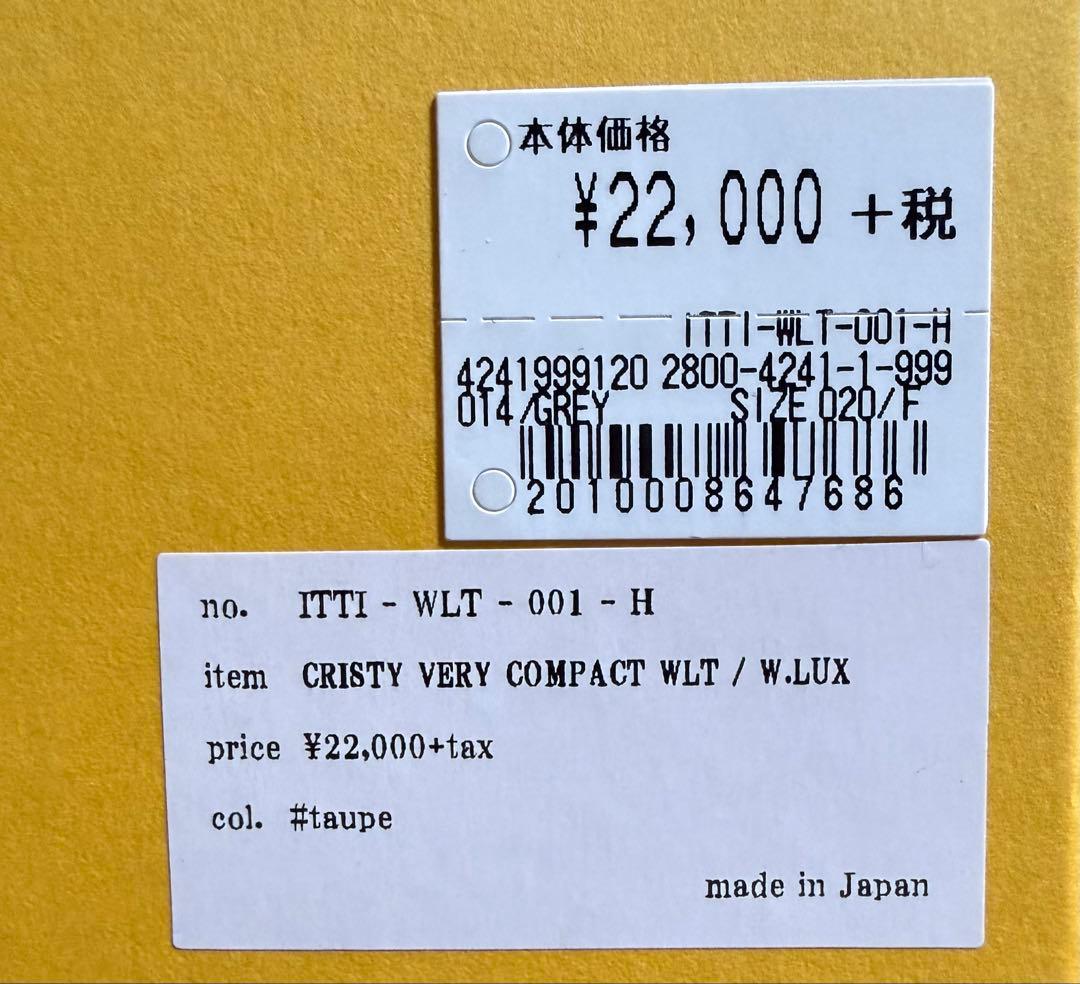 本体価格
¥22,000 +税
ITTI-WLT-001-H
4241999120 2800-4241-1-999
014/GREY SIZE 020/F
2010008647686
no. ITTI - WLT - 001 - H
item CRISTY VERY COMPACT WLT / W.LUX
price ¥22,000+tax
col. #taupe
made in Japan